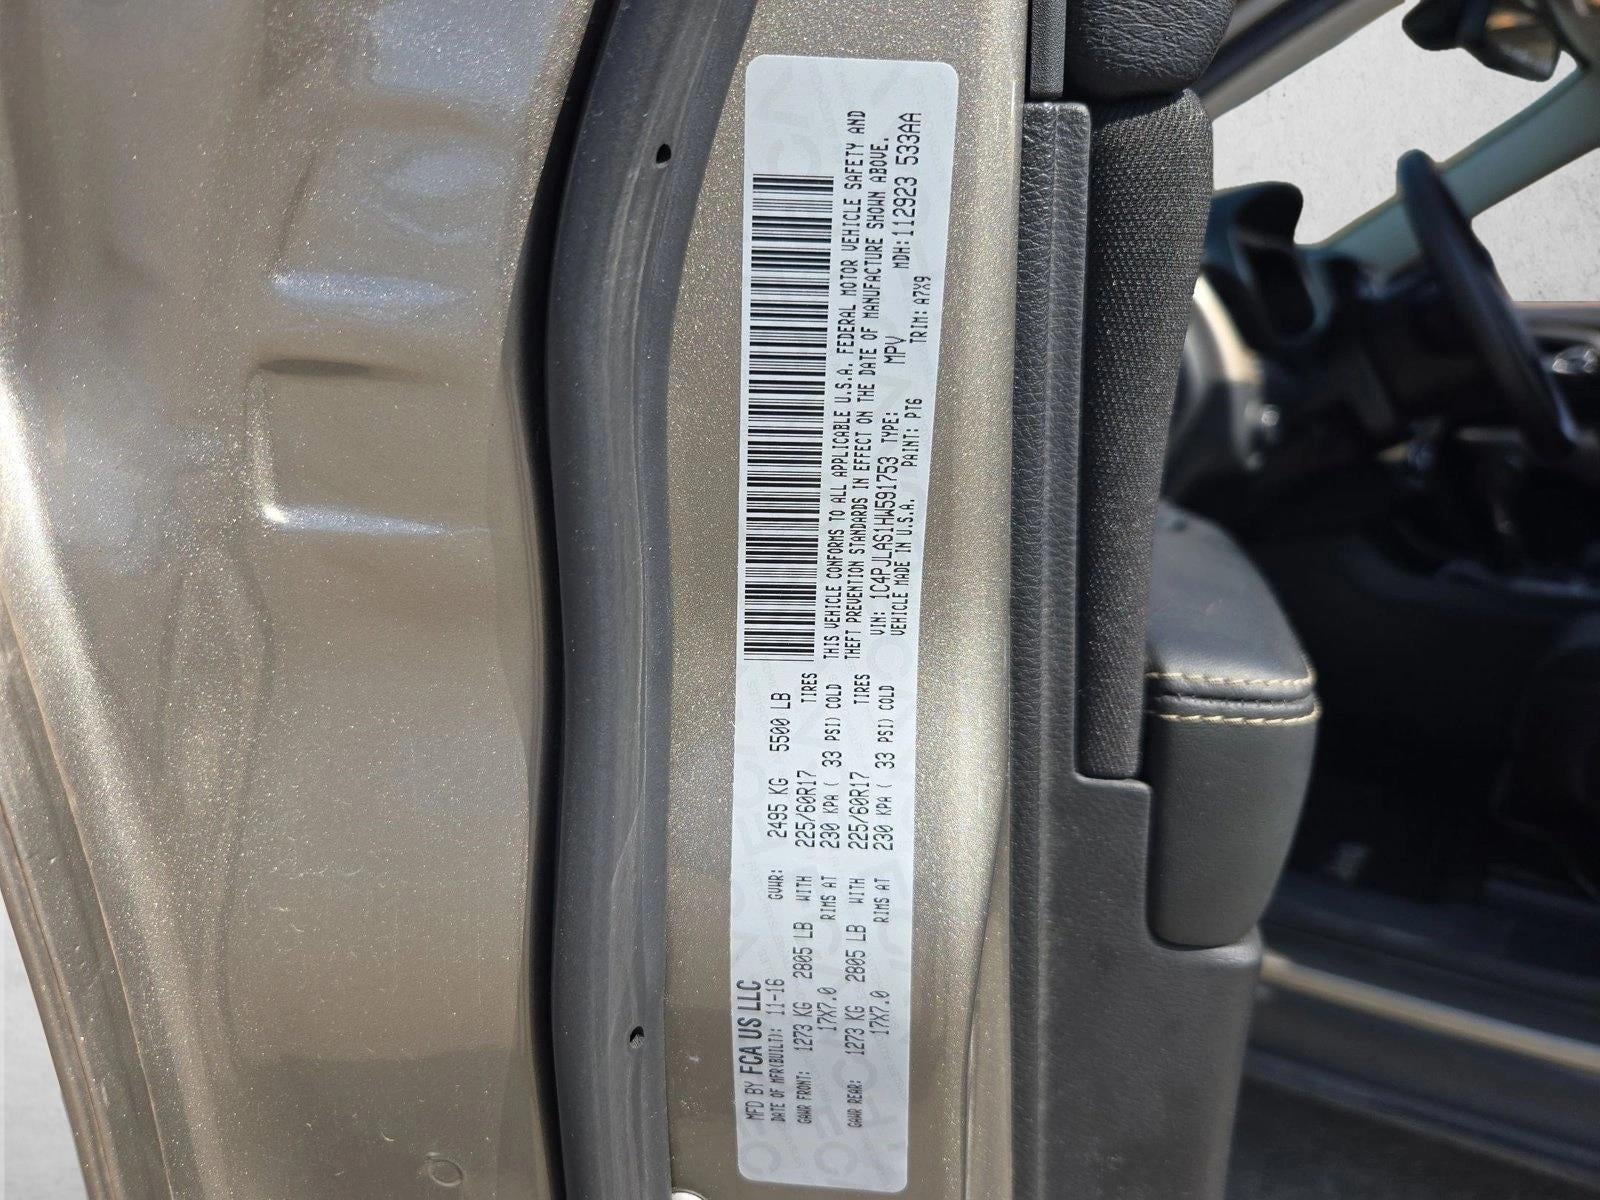 MFD BY FCA US LLC
DATE OF MFR(BUILT): 11-16 GVWR: 2495 KG 5500 LB
GAWR FRONT: 1273 KG 2805 LB WITH 225/60R17 TIRES
17X7.0 RIMS AT 230 KPA ( 33 PSI) COLD
GAWR REAR: 1273 KG 2805 LB WITH 225/60R17 TIRES
17X7.0 RIMS AT 230 KPA ( 33 PSI) COLD
THIS VEHICLE CONFORMS TO ALL APPLICABLE U.S.A. FEDERAL MOTOR VEHICLE SAFETY AND
THEFT PREVENTION STANDARDS IN EFFECT ON THE DATE OF MANUFACTURE SHOWN ABOVE.
VIN: 1C4PJLAS1HW591753 TYPE: MPV MDH:112923 533AA
VEHICLE MADE IN U.S.A. PAINT: PT6 TRIM: A7X9